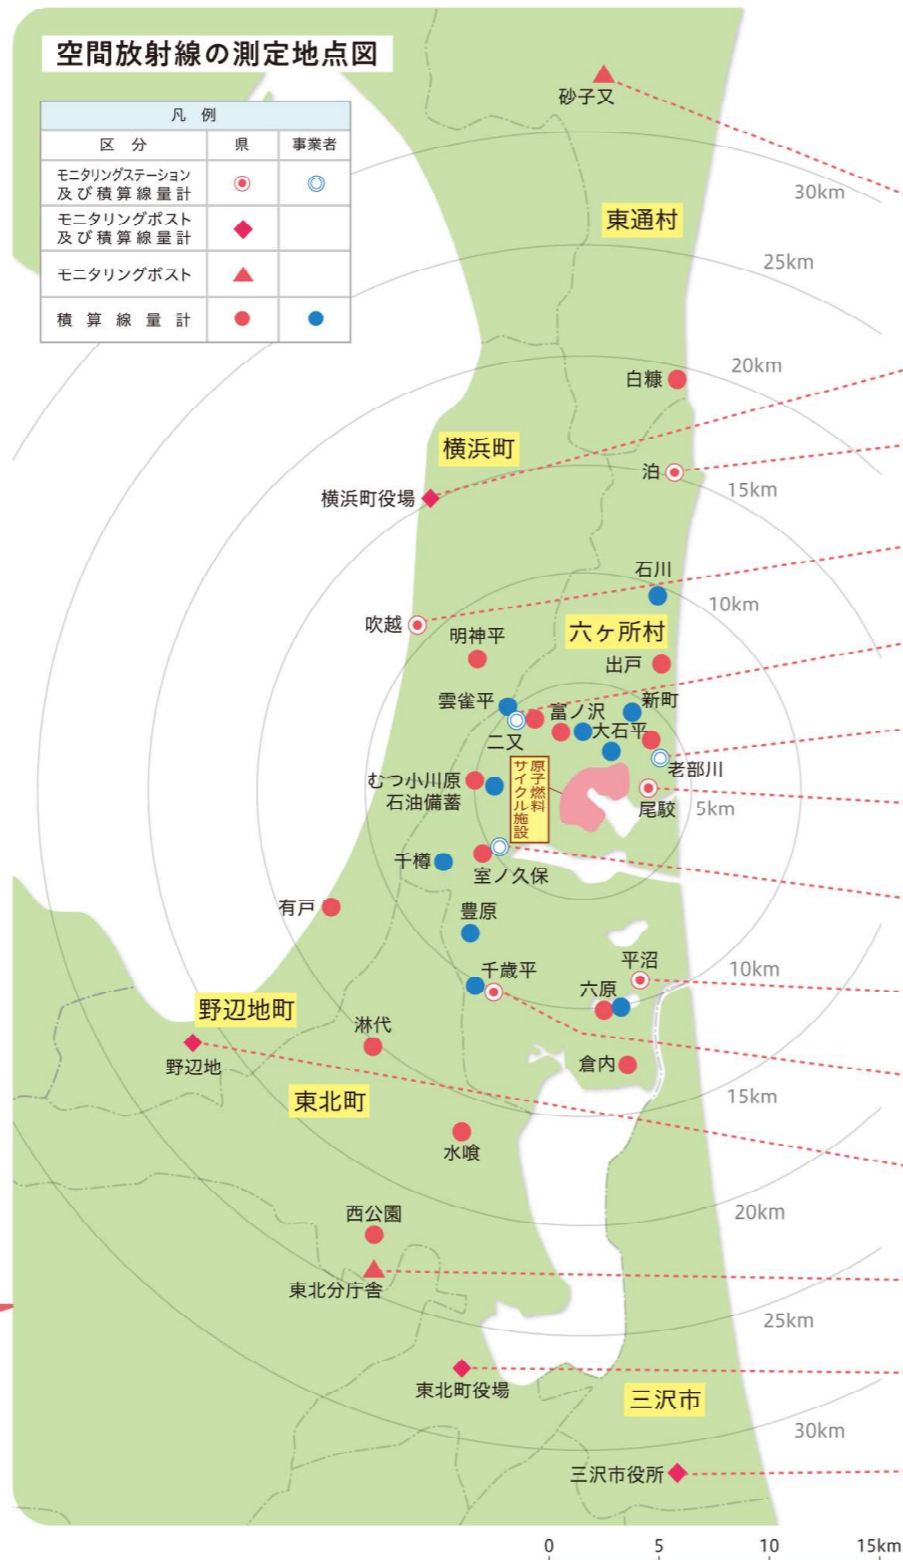 空間放射線の測定地点図
凡 例
区 分 県 事業者
モニタリングステーション
及び積算線量計
モニタリングポスト
及び積算線量計
モニタリングポスト
積算線量計
砂子又
30km
東通村
25km
20km
白糠
横浜町
泊
15km
横浜町役場
石川
10km
吹越
六ヶ所村
明神平
出戸
雲雀平
新町
富ノ沢
大石平
二又
老部川
原子燃料
サイクル施設
むつ小川原
石油備蓄
尾駮
5km
千樽
室ノ久保
有戸
豊原
千歳平
平沼
10km
六原
野辺地町
淋代
野辺地
倉内
東北町
15km
水喰
西公園
20km
東北分庁舎
25km
東北町役場
三沢市
30km
三沢市役所
0 5 10 15km